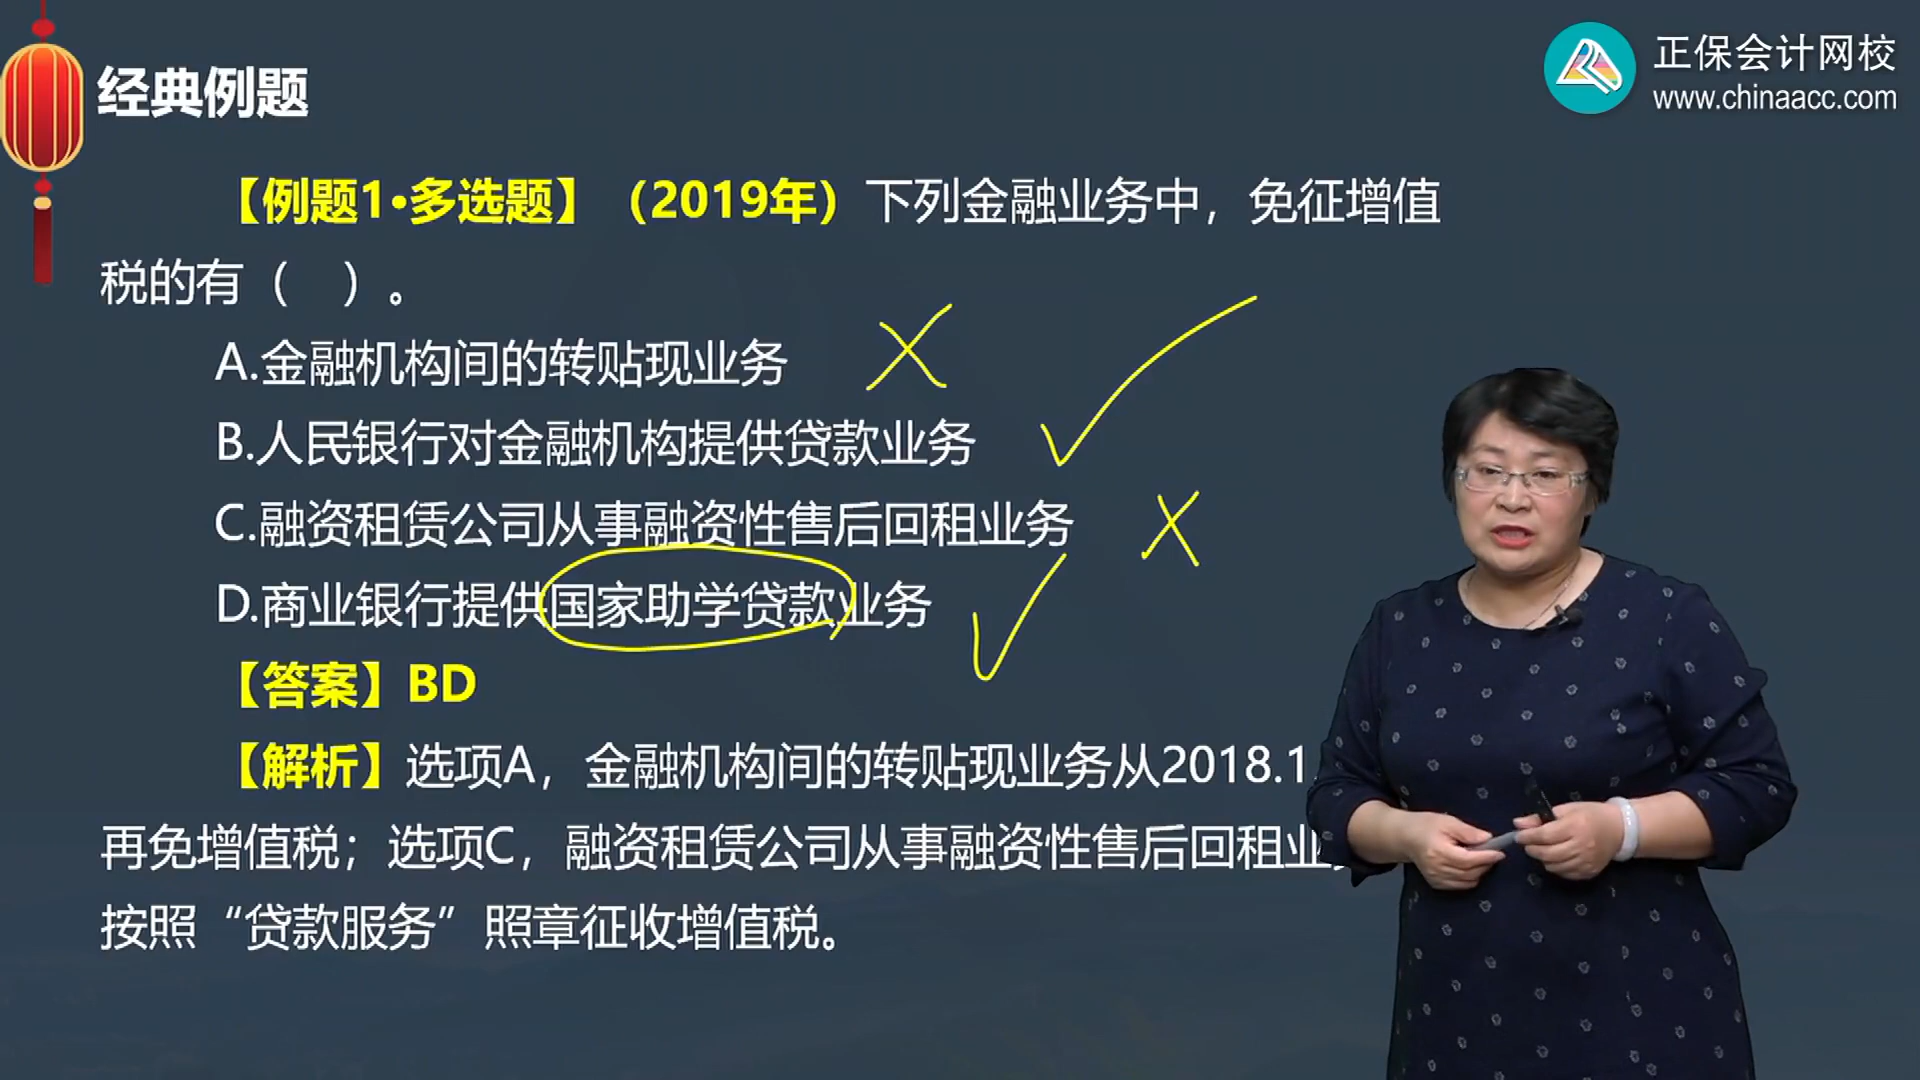 正保会计网校
www.chinaacc.com
经典例题
【例题1•多选题】（2019年）下列金融业务中，免征增值
税的有（　）。
A.金融机构间的转贴现业务
B.人民银行对金融机构提供贷款业务
C.融资租赁公司从事融资性售后回租业务
D.商业银行提供国家助学贷款业务
【答案】BD
【解析】选项A，金融机构间的转贴现业务从2018.1
再免增值税；选项C，融资租赁公司从事融资性售后回租业
按照“贷款服务”照章征收增值税。